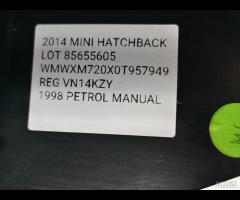 2014 MINI HATCHBACK
LOT 85655605
WMWXM720X0T957949
REG VN14KZY
1998 PETROL MANUAL